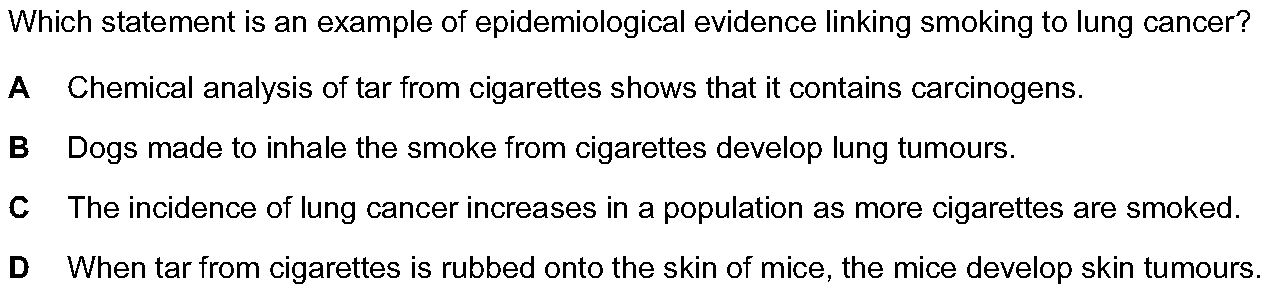 Which statement is an example of epidemiological evidence linking smoking to lung cancer?
A Chemical analysis of tar from cigarettes shows that it contains carcinogens.
B Dogs made to inhale the smoke from cigarettes develop lung tumours.
C The incidence of lung cancer increases in a population as more cigarettes are smoked.
D When tar from cigarettes is rubbed onto the skin of mice, the mice develop skin tumours.